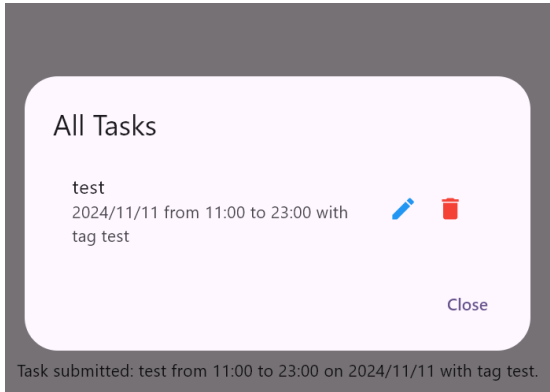 All Tasks
test
2024/11/11 from 11:00 to 23:00 with
tag test
Close
Task submitted: test from 11:00 to 23:00 on 2024/11/11 with tag test.